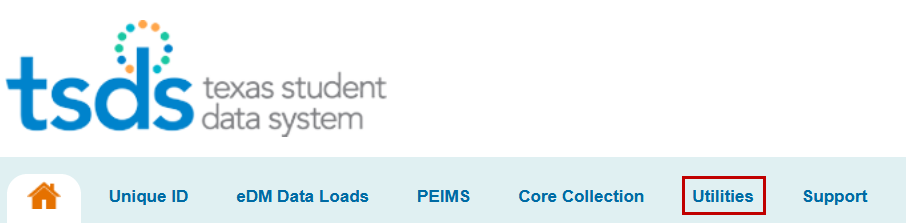 tsds texas student
data system
Unique ID eDM Data Loads PEIMS Core Collection Utilities Support